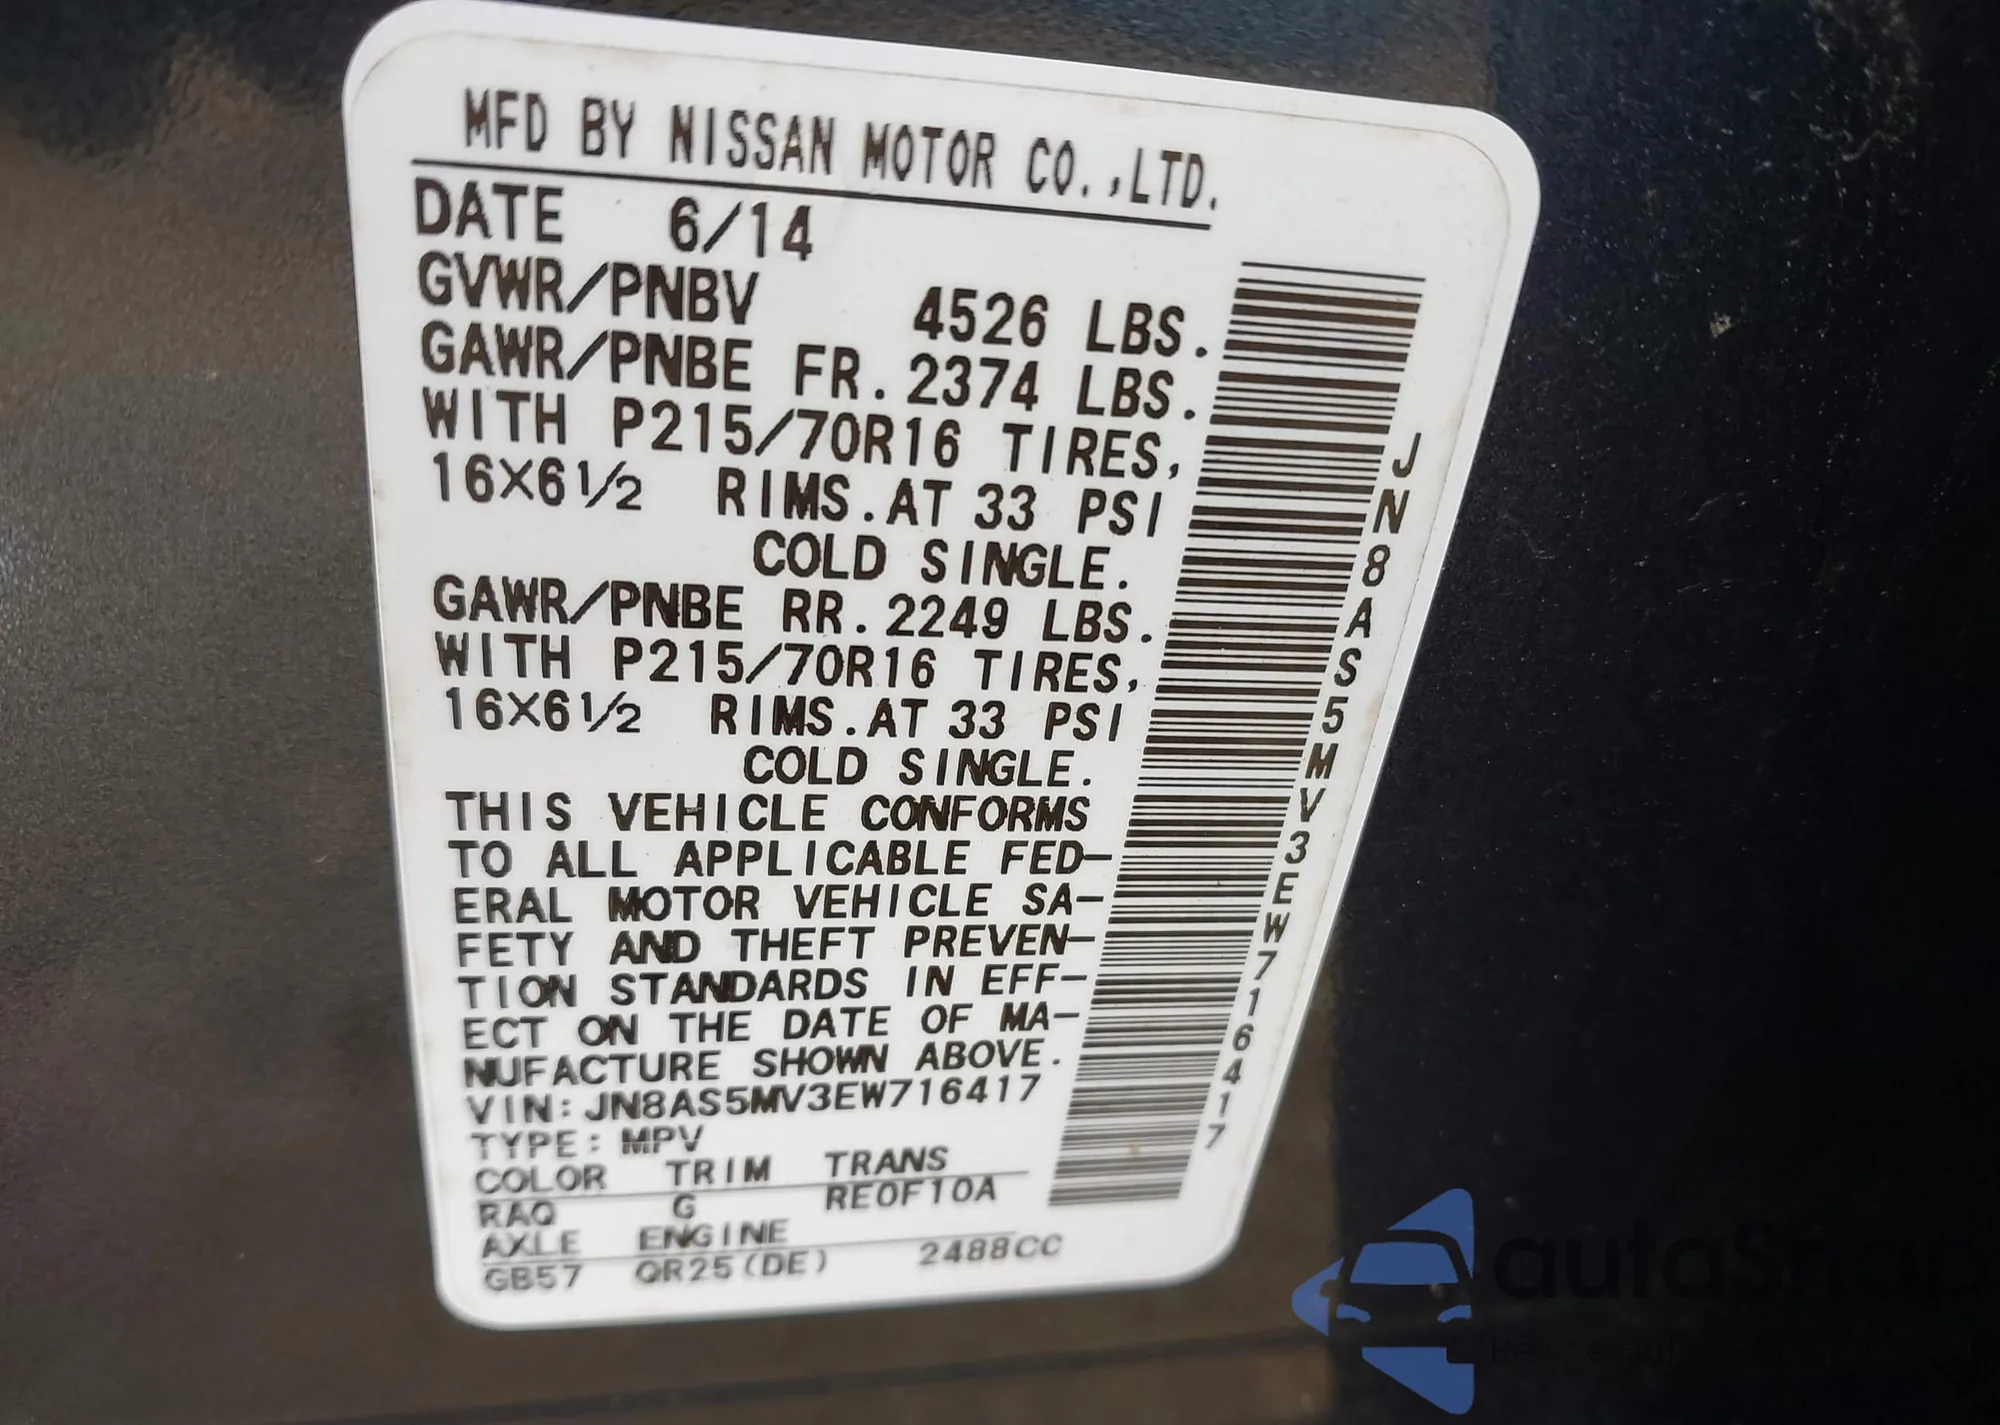 MFD BY NISSAN MOTOR CO.,LTD.
DATE 6/14
GVWR/PNBV 4526 LBS.
GAWR/PNBE FR. 2374 LBS.
WITH P215/70R16 TIRES,
16X6 1/2 RIMS. AT 33 PSI
COLD SINGLE.
GAWR/PNBE RR. 2249 LBS.
WITH P215/70R16 TIRES,
16X6 1/2 RIMS. AT 33 PSI
COLD SINGLE.
THIS VEHICLE CONFORMS
TO ALL APPLICABLE FED-
ERAL MOTOR VEHICLE SA-
FETY AND THEFT PREVEN-
TION STANDARDS IN EFF-
ECT ON THE DATE OF MA-
NUFACTURE SHOWN ABOVE.
VIN: JN8AS5MV3EW716417
TYPE: MPV
COLOR TRIM TRANS
RAQ G RE0F10A
AXLE ENGINE
GB57 QR25(DE) 2488CC
JN8AS5MV3EW716417